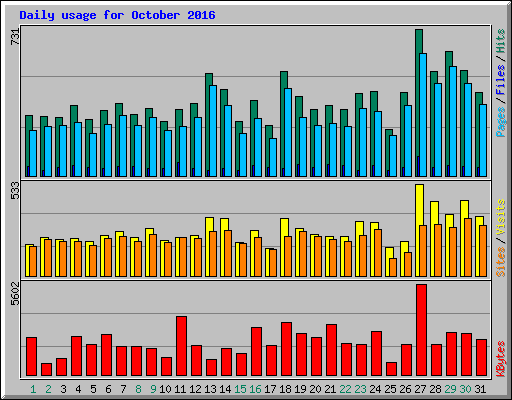 Daily usage for October 2016
731
Pages / Files / Hits
533
Sites / Visits
5602
KBytes
1 2 3 4 5 6 7 8 9 10 11 12 13 14 15 16 17 18 19 20 21 22 23 24 25 26 27 28 29 30 31